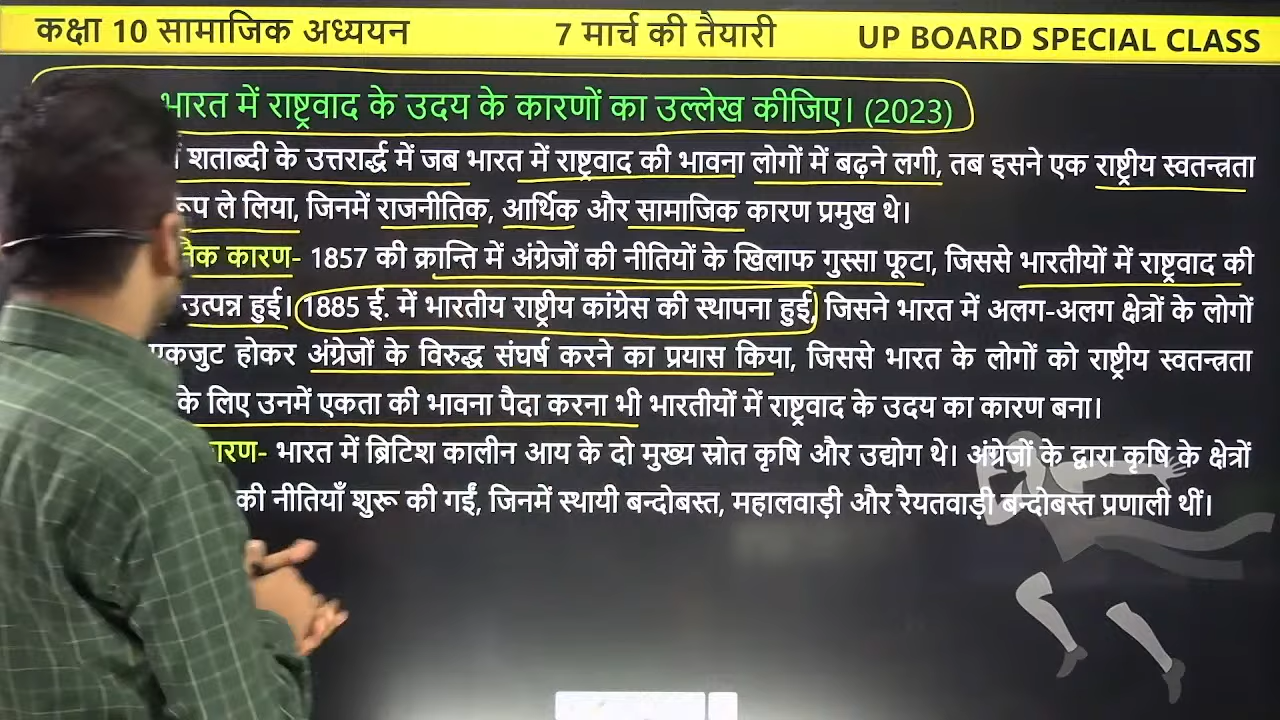 कक्षा 10 सामाजिक अध्ययन 7 मार्च की तैयारी UP BOARD SPECIAL CLASS
भारत में राष्ट्रवाद के उदय के कारणों का उल्लेख कीजिए। (2023)
शताब्दी के उत्तरार्द्ध में जब भारत में राष्ट्रवाद की भावना लोगों में बढ़ने लगी, तब इसने एक राष्ट्रीय स्वतन्त्रता
रूप ले लिया, जिनमें राजनीतिक, आर्थिक और सामाजिक कारण प्रमुख थे।
कारण- 1857 की क्रान्ति में अंग्रेजों की नीतियों के खिलाफ गुस्सा फूटा, जिससे भारतीयों में राष्ट्रवाद की
उत्पन्न हुई। 1885 ई. में भारतीय राष्ट्रीय कांग्रेस की स्थापना हुई, जिसने भारत में अलग-अलग क्षेत्रों के लोगों
एकजुट होकर अंग्रेजों के विरुद्ध संघर्ष करने का प्रयास किया, जिससे भारत के लोगों को राष्ट्रीय स्वतन्त्रता
के लिए उनमें एकता की भावना पैदा करना भी भारतीयों में राष्ट्रवाद के उदय का कारण बना।
भारत में ब्रिटिश कालीन आय के दो मुख्य स्रोत कृषि और उद्योग थे। अंग्रेजों के द्वारा कृषि के क्षेत्रों
की नीतियाँ शुरू की गईं, जिनमें स्थायी बन्दोबस्त, महालवाड़ी और रैयतवाड़ी बन्दोबस्त प्रणाली थीं।